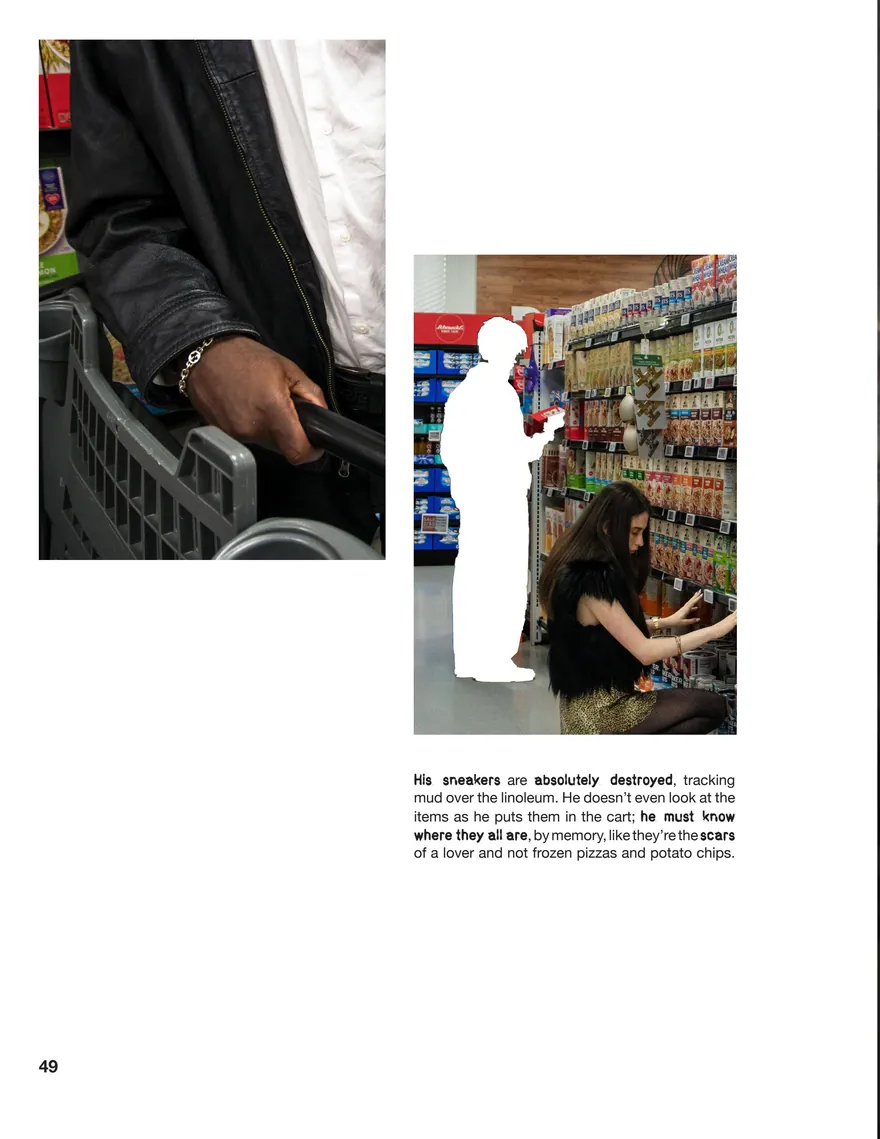 His sneakers are absolutely destroyed, tracking
mud over the linoleum. He doesn’t even look at the
items as he puts them in the cart; he must know
where they all are, by memory, like they’re the scars
of a lover and not frozen pizzas and potato chips.
49